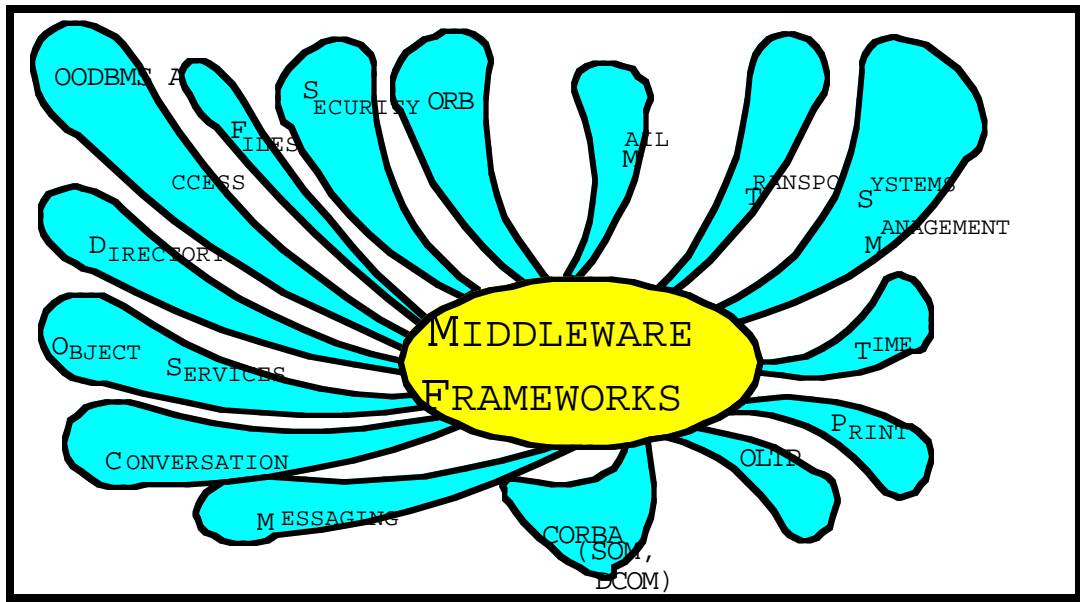 OODBMS A
CCESS
FILES
SECURITY
ORB
MAIL
TRANSPO
SYSTEMS
MANAGEMENT
DIRECTORY
MIDDLEWARE
FRAMEWORKS
TIME
OBJECT SERVICES
PRINT
CONVERSATION
OLTP
MESSAGING
CORBA
(SOM,
DCOM)